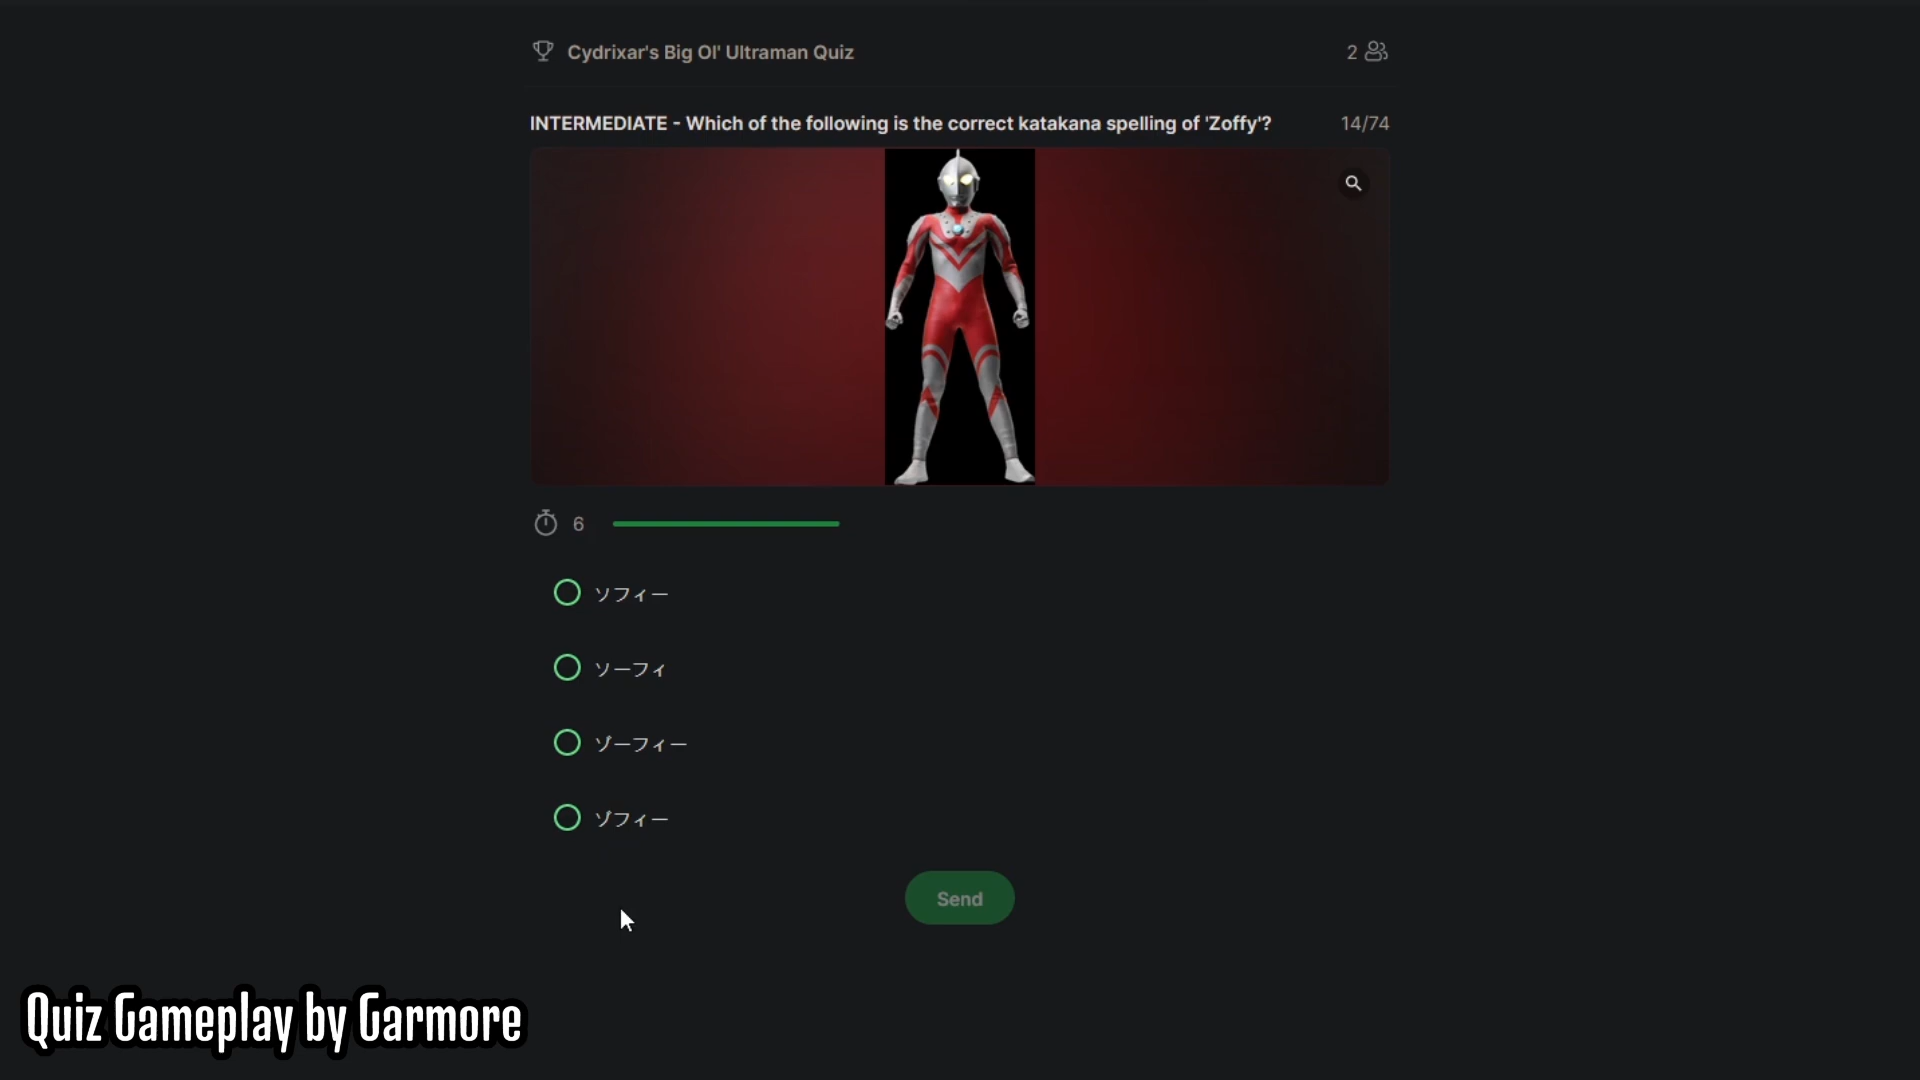 Cydrixar's Big Ol' Ultraman Quiz
2
INTERMEDIATE - Which of the following is the correct katakana spelling of 'Zoffy'?
14/74
6
ソフィー
ソーフィ
ゾーフィー
ゾフィー
Send
Quiz Gameplay by Garmore